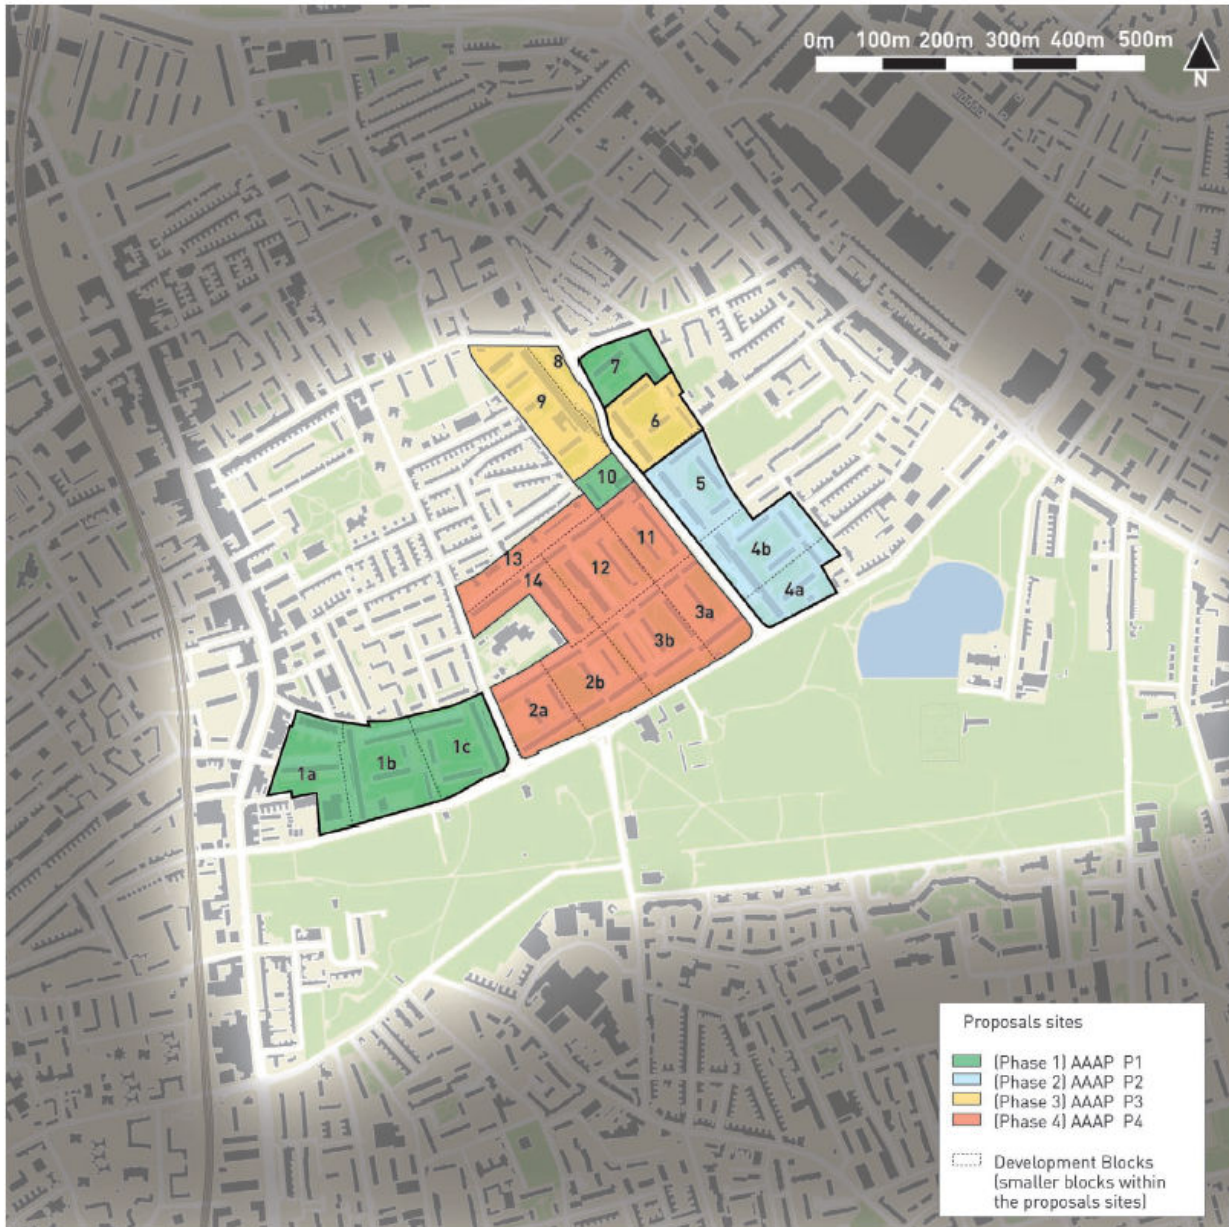 0m 100m 200m 300m 400m 500m
N
8
7
9
6
10
5
11
13
12
4b
14
4a
3a
3b
2b
2a
1c
1b
1a
Proposals sites
(Phase 1) AAAP P1
(Phase 2) AAAP P2
(Phase 3) AAAP P3
(Phase 4) AAAP P4
Development Blocks
(smaller blocks within
the proposals sites)